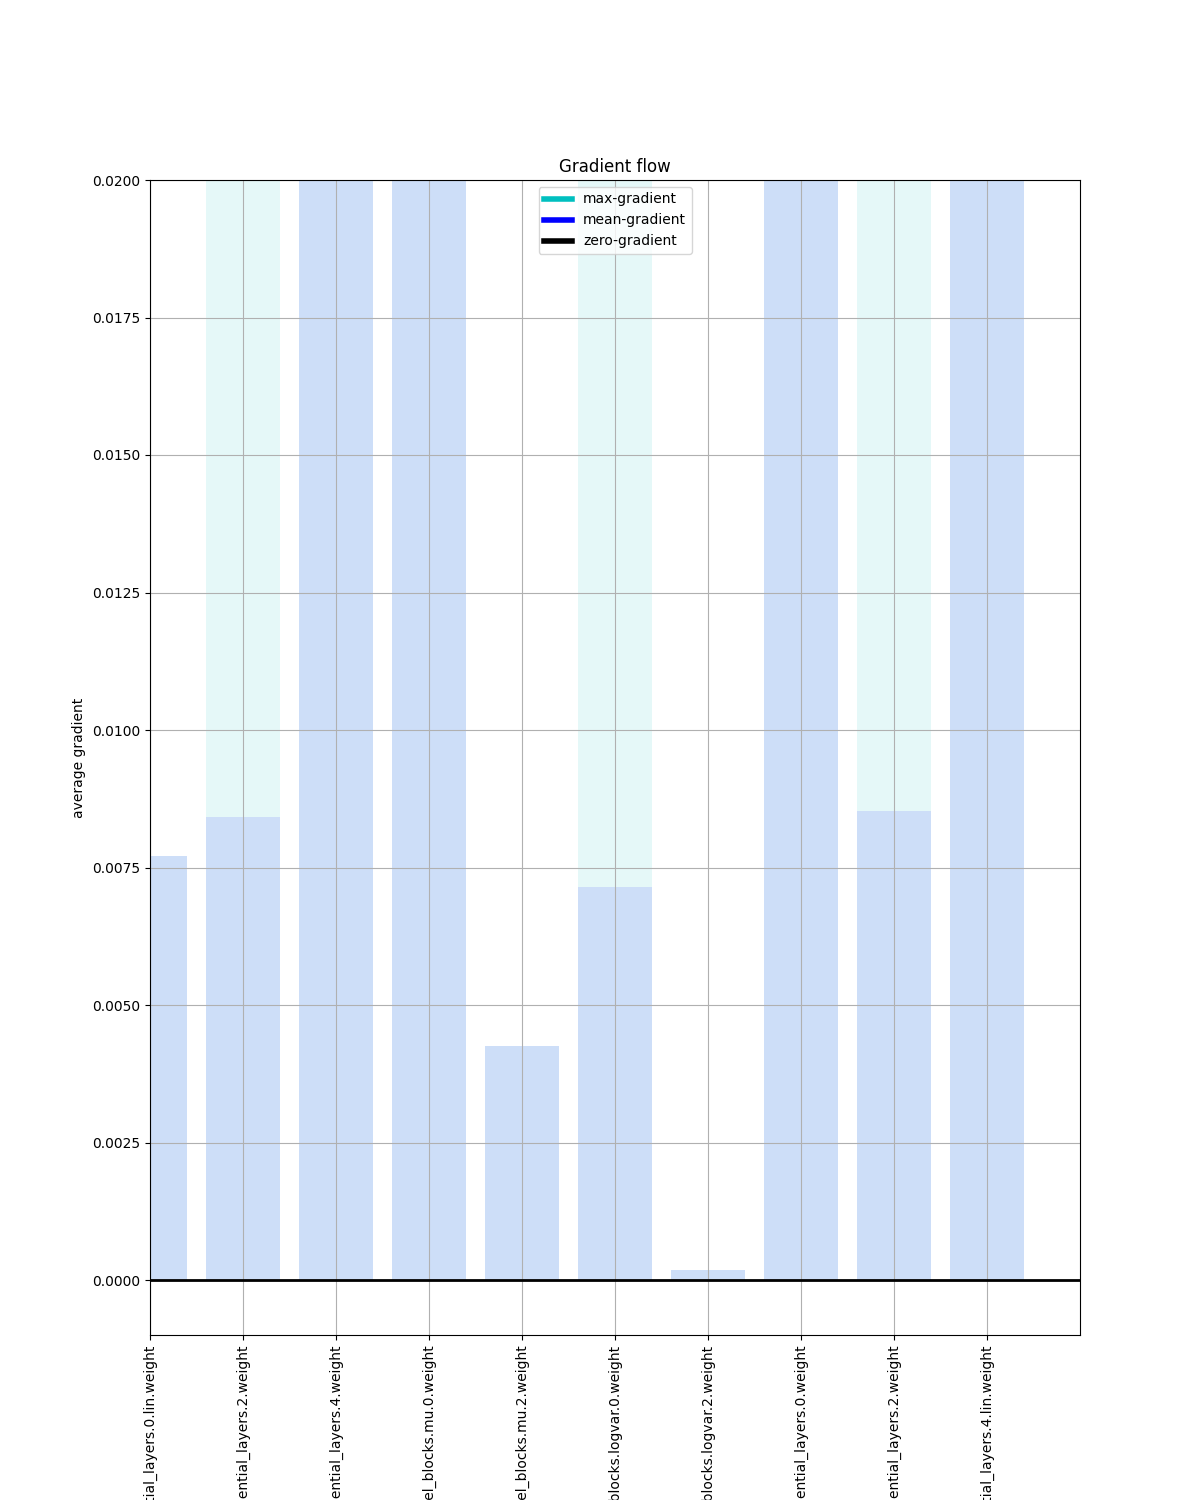 Gradient flow
max-gradient
mean-gradient
zero-gradient
0.0200
0.0175
0.0150
0.0125
0.0100
0.0075
0.0050
0.0025
0.0000
average gradient
tial_layers.0.lin.weight
ential_layers.2.weight
ential_layers.4.weight
el_blocks.mu.0.weight
el_blocks.mu.2.weight
blocks.logvar.0.weight
blocks.logvar.2.weight
ential_layers.0.weight
ential_layers.2.weight
tial_layers.4.lin.weight